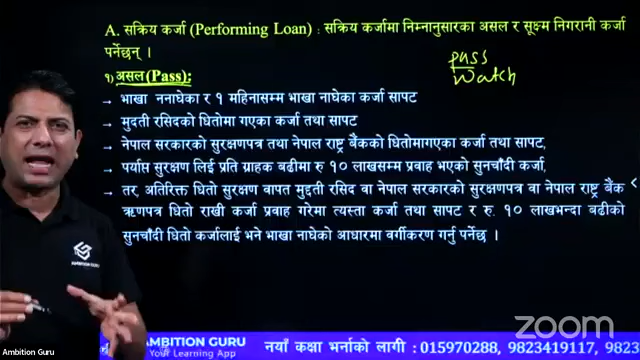 A. सक्रिय कर्जा (Performing Loan) : सक्रिय कर्जामा निम्नानुसारका असल र सूक्ष्म निगरानी कर्जा
पर्नेछन् ।
pass
Watch
१) असल (Pass):
→ भाखा ननाघेका र १ महिनासम्म भाखा नाघेका कर्जा सापट
→ मुदती रसिदको धितोमा गएका कर्जा तथा सापट
→ नेपाल सरकारको सुरक्षणपत्र तथा नेपाल राष्ट्र बैंकको धितोमागएका कर्जा तथा सापट,
→ पर्याप्त सुरक्षण लिई प्रति ग्राहक बढीमा रु १० लाखसम्म प्रवाह भएको सुनचाँदी कर्जा,
→ तर, अतिरिक्त धितो सुरक्षण बापत मुदती रसिद वा नेपाल सरकारको सुरक्षणपत्र वा नेपाल राष्ट्र बैंक
ऋणपत्र धितो राखी कर्जा प्रवाह गरेमा त्यस्ता कर्जा तथा सापट र रु. १० लाखभन्दा बढीको
सुनचाँदी धितो कर्जालाई भने भाखा नाघेको आधारमा वर्गीकरण गर्नु पर्नेछ ।
AMBITION GURU
zoom
AMBITION GURU
Your Learning App
नयाँ कक्षा भर्नाको लागी : 015970288, 9823419117, 982
Ambition Guru